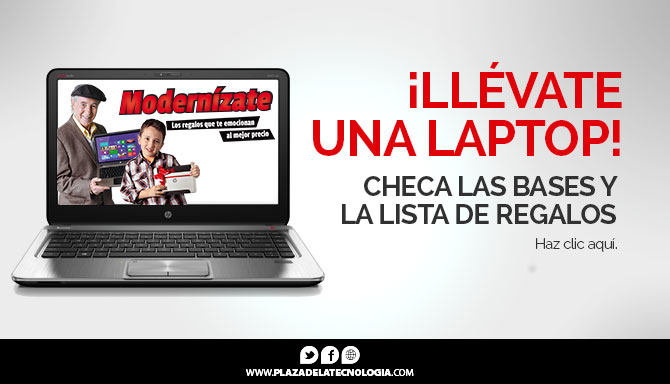 Modernízate
Los regalos que te emocionan
al mejor precio
hp
¡LLÉVATE
UNA LAPTOP!
CHECA LAS BASES Y
LA LISTA DE REGALOS
Haz clic aquí.
WWW.PLAZADELATECNOLOGIA.COM